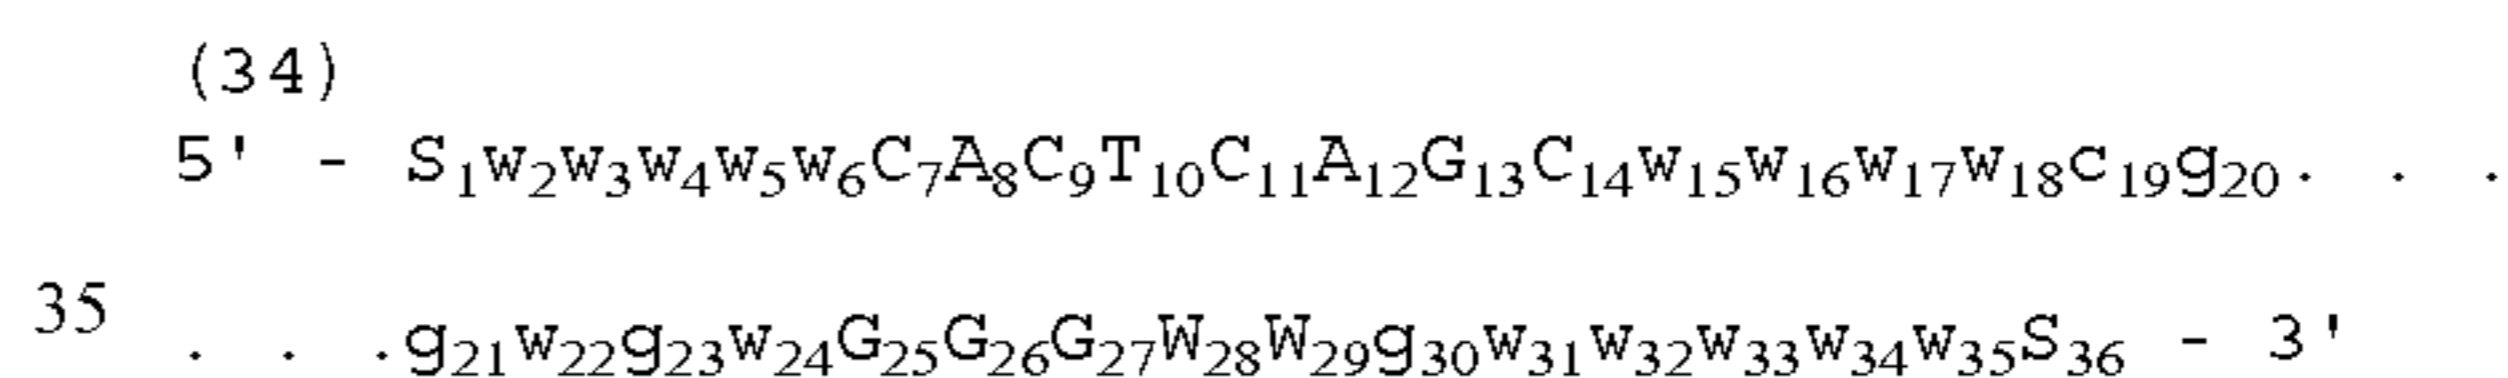 (34)
5' - S₁w₂w₃w₄w₅w₆C₇A₈C₉T₁₀C₁₁A₁₂G₁₃C₁₄w₁₅w₁₆w₁₇w₁₈c₁₉g₂₀. . .
35 . . .g₂₁w₂₂g₂₃w₂₄G₂₅G₂₆G₂₇W₂₈W₂₉g₃₀w₃₁w₃₂w₃₃w₃₄w₃₅S₃₆ - 3'